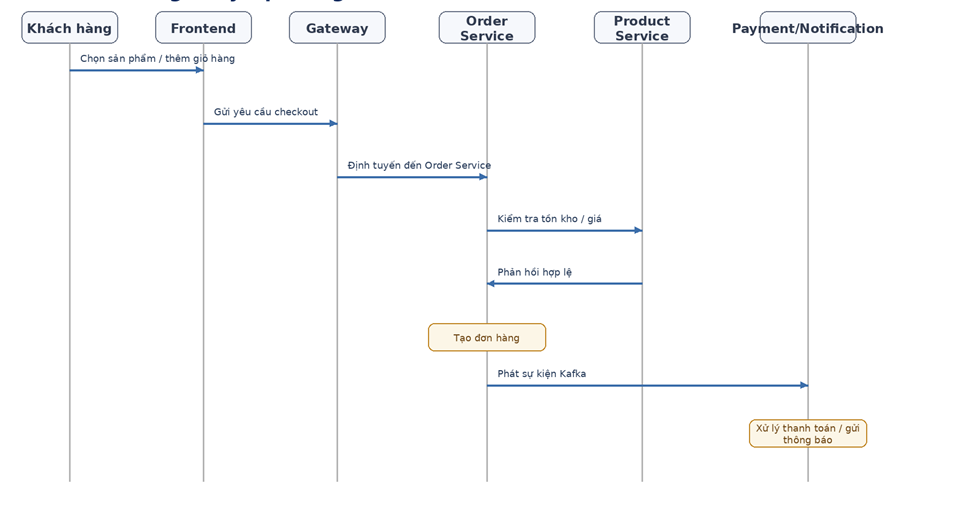 Khách hàng
Frontend
Gateway
Order
Service
Product
Service
Payment/Notification
Chọn sản phẩm / thêm giỏ hàng
Gửi yêu cầu checkout
Định tuyến đến Order Service
Kiểm tra tồn kho / giá
Phản hồi hợp lệ
Tạo đơn hàng
Phát sự kiện Kafka
Xử lý thanh toán / gửi
thông báo